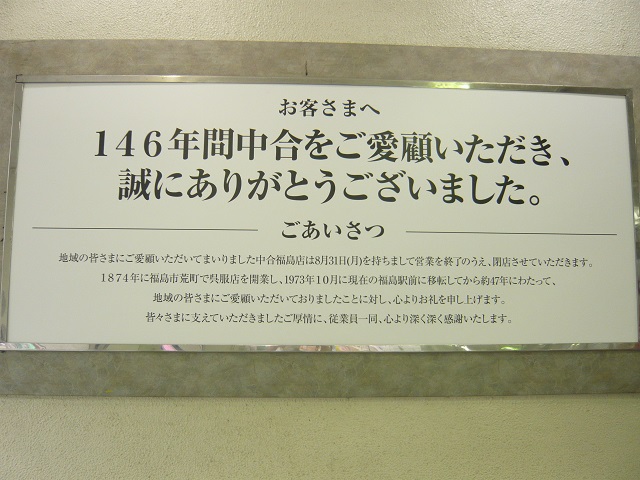 お客さまへ
146年間中合をご愛顧いただき、
誠にありがとうございました。
ごあいさつ
地域の皆さまにご愛顧いただいてまいりました中合福島店は8月31日(月)を持ちまして営業を終了のうえ、閉店させていただきます。
1874年に福島市荒町で呉服店を開業し、1973年10月に現在の福島駅前に移転してから約47年にわたって、
地域の皆さまにご愛顧いただいておりましたことに対し、心よりお礼を申し上げます。
皆々さまに支えていただきましたご厚情に、従業員一同、心より深く深く感謝いたします。